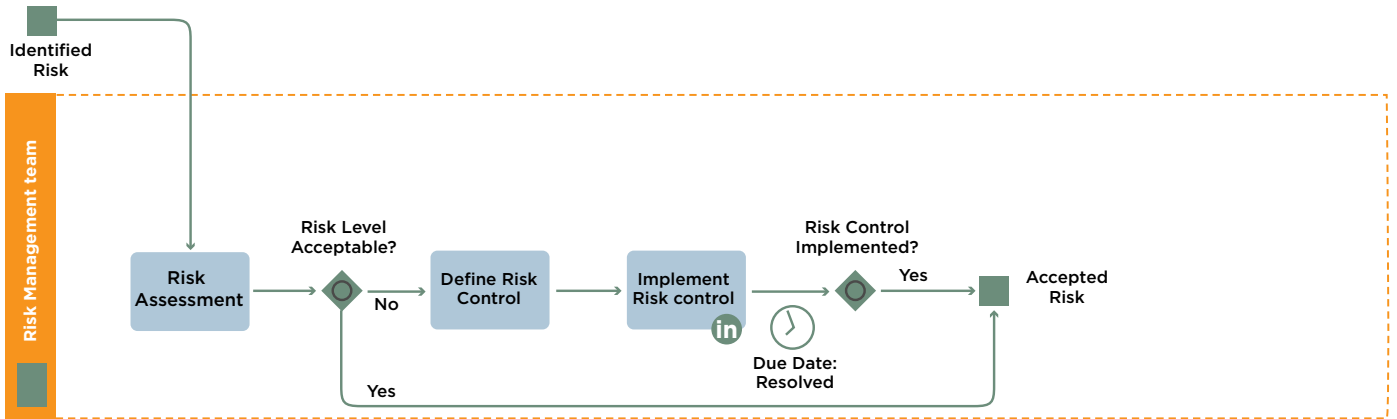 Identified
Risk
Risk Management team
Risk Level
Acceptable?
Risk Control
Implemented?
Risk
Assessment
No
Define Risk
Control
Implement
Risk control
in
Yes
Accepted
Risk
Due Date:
Resolved
Yes